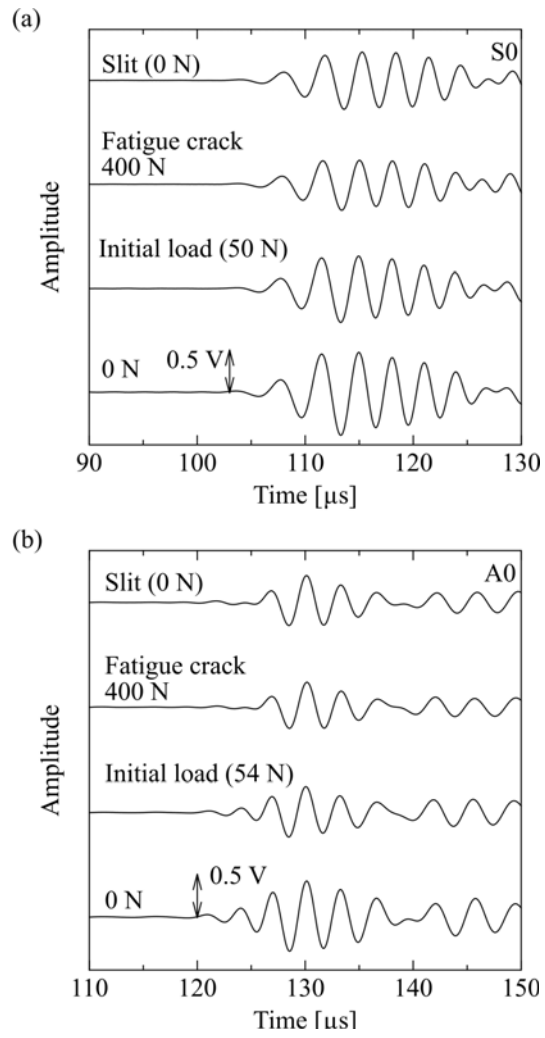 (a)
S0
Slit (0 N)
Fatigue crack
400 N
Initial load (50 N)
0.5 V
0 N
Amplitude
90 100 110 120 130
Time [µs]
(b)
A0
Slit (0 N)
Fatigue crack
400 N
Initial load (54 N)
0.5 V
0 N
Amplitude
110 120 130 140 150
Time [µs]